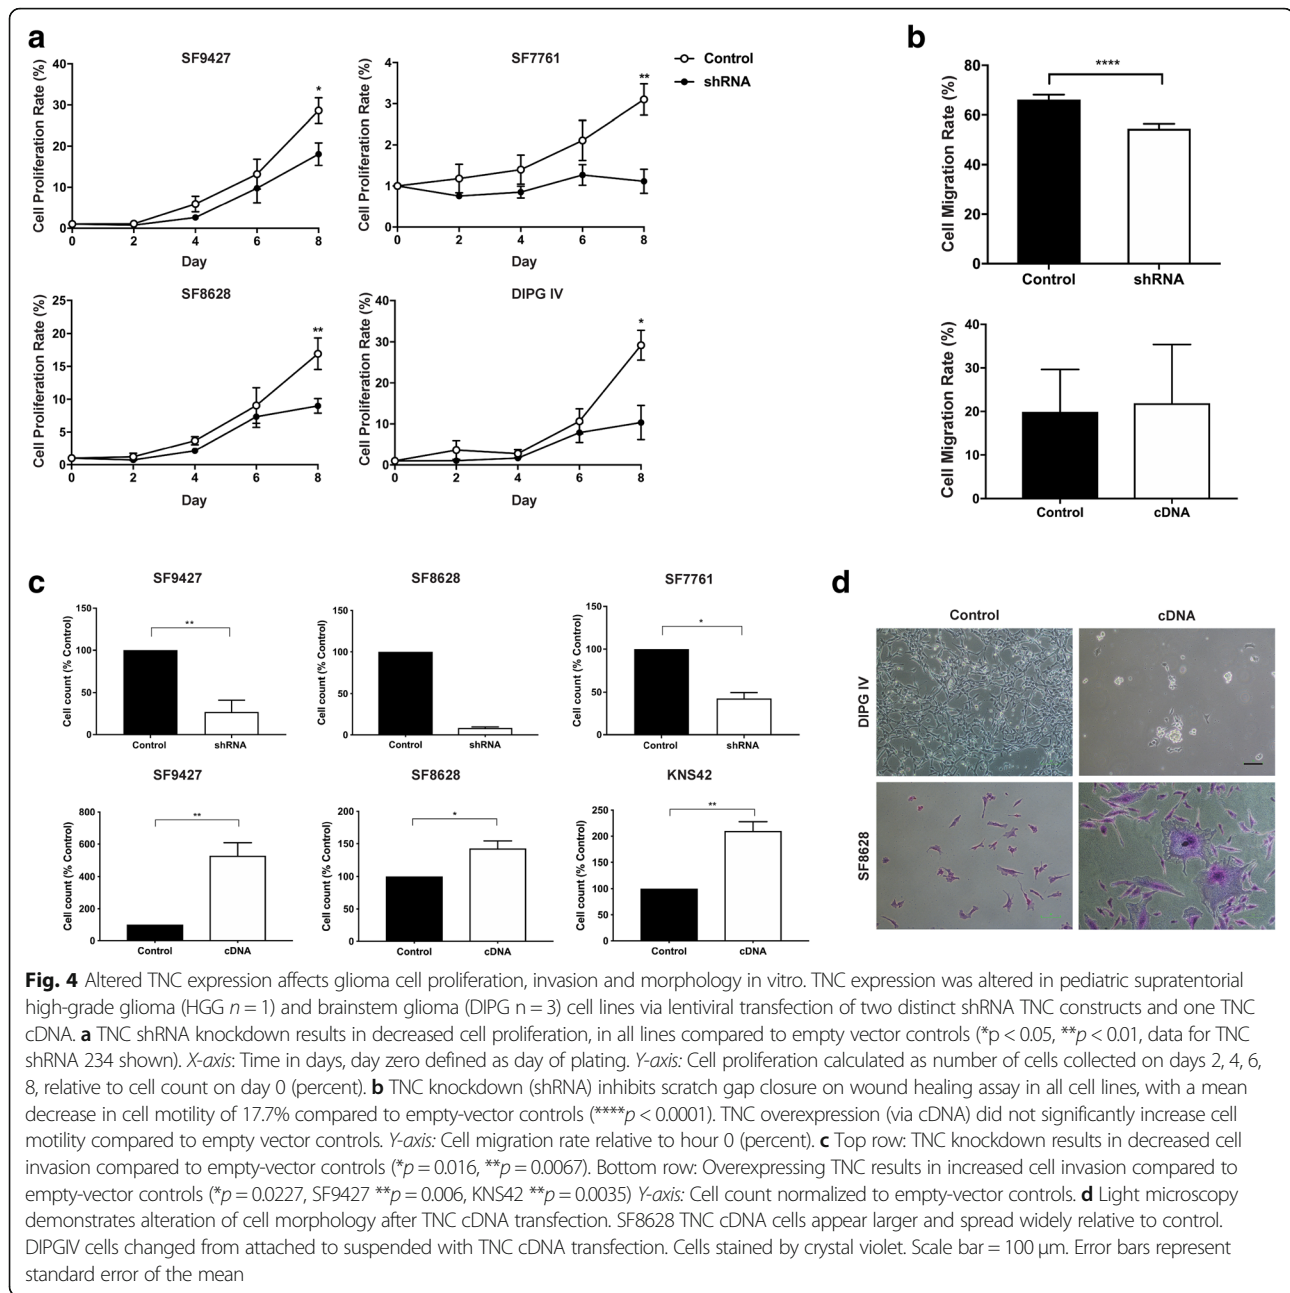 a
SF9427
Cell Proliferation Rate (%)
40
30
20
10
0
*
0 2 4 6 8
Day
SF7761
Cell Proliferation Rate (%)
4
3
2
1
0
**
0 2 4 6 8
Day
Control
shRNA
SF8628
Cell Proliferation Rate (%)
25
20
15
10
5
0
**
0 2 4 6 8
Day
DIPG IV
Cell Proliferation Rate (%)
40
30
20
10
0
*
0 2 4 6 8
Day
b
Cell Migration Rate (%)
80
60
40
20
0
****
Control shRNA
Cell Migration Rate (%)
40
30
20
10
0
Control cDNA
c
SF9427
Cell count (% Control)
150
100
50
0
**
Control shRNA
SF8628
Cell count (% Control)
150
100
50
0
Control shRNA
SF7761
Cell count (% Control)
150
100
50
0
*
Control shRNA
SF9427
Cell count (% Control)
800
600
400
200
0
**
Control cDNA
SF8628
Cell count (% Control)
200
150
100
50
0
*
Control cDNA
KNS42
Cell count (% Control)
250
200
150
100
50
0
**
Control cDNA
d
Control cDNA
DIPG IV
SF8628
Fig. 4 Altered TNC expression affects glioma cell proliferation, invasion and morphology in vitro. TNC expression was altered in pediatric supratentorial
high-grade glioma (HGG n = 1) and brainstem glioma (DIPG n = 3) cell lines via lentiviral transfection of two distinct shRNA TNC constructs and one TNC
cDNA. a TNC shRNA knockdown results in decreased cell proliferation, in all lines compared to empty vector controls (*p < 0.05, **p < 0.01, data for TNC
shRNA 234 shown). X-axis: Time in days, day zero defined as day of plating. Y-axis: Cell proliferation calculated as number of cells collected on days 2, 4, 6,
8, relative to cell count on day 0 (percent). b TNC knockdown (shRNA) inhibits scratch gap closure on wound healing assay in all cell lines, with a mean
decrease in cell motility of 17.7% compared to empty-vector controls (****p < 0.0001). TNC overexpression (via cDNA) did not significantly increase cell
motility compared to empty vector controls. Y-axis: Cell migration rate relative to hour 0 (percent). c Top row: TNC knockdown results in decreased cell
invasion compared to empty-vector controls (*p = 0.016, **p = 0.0067). Bottom row: Overexpressing TNC results in increased cell invasion compared to
empty-vector controls (*p = 0.0227, SF9427 **p = 0.006, KNS42 **p = 0.0035) Y-axis: Cell count normalized to empty-vector controls. d Light microscopy
demonstrates alteration of cell morphology after TNC cDNA transfection. SF8628 TNC cDNA cells appear larger and spread widely relative to control.
DIPGIV cells changed from attached to suspended with TNC cDNA transfection. Cells stained by crystal violet. Scale bar = 100 μm. Error bars represent
standard error of the mean